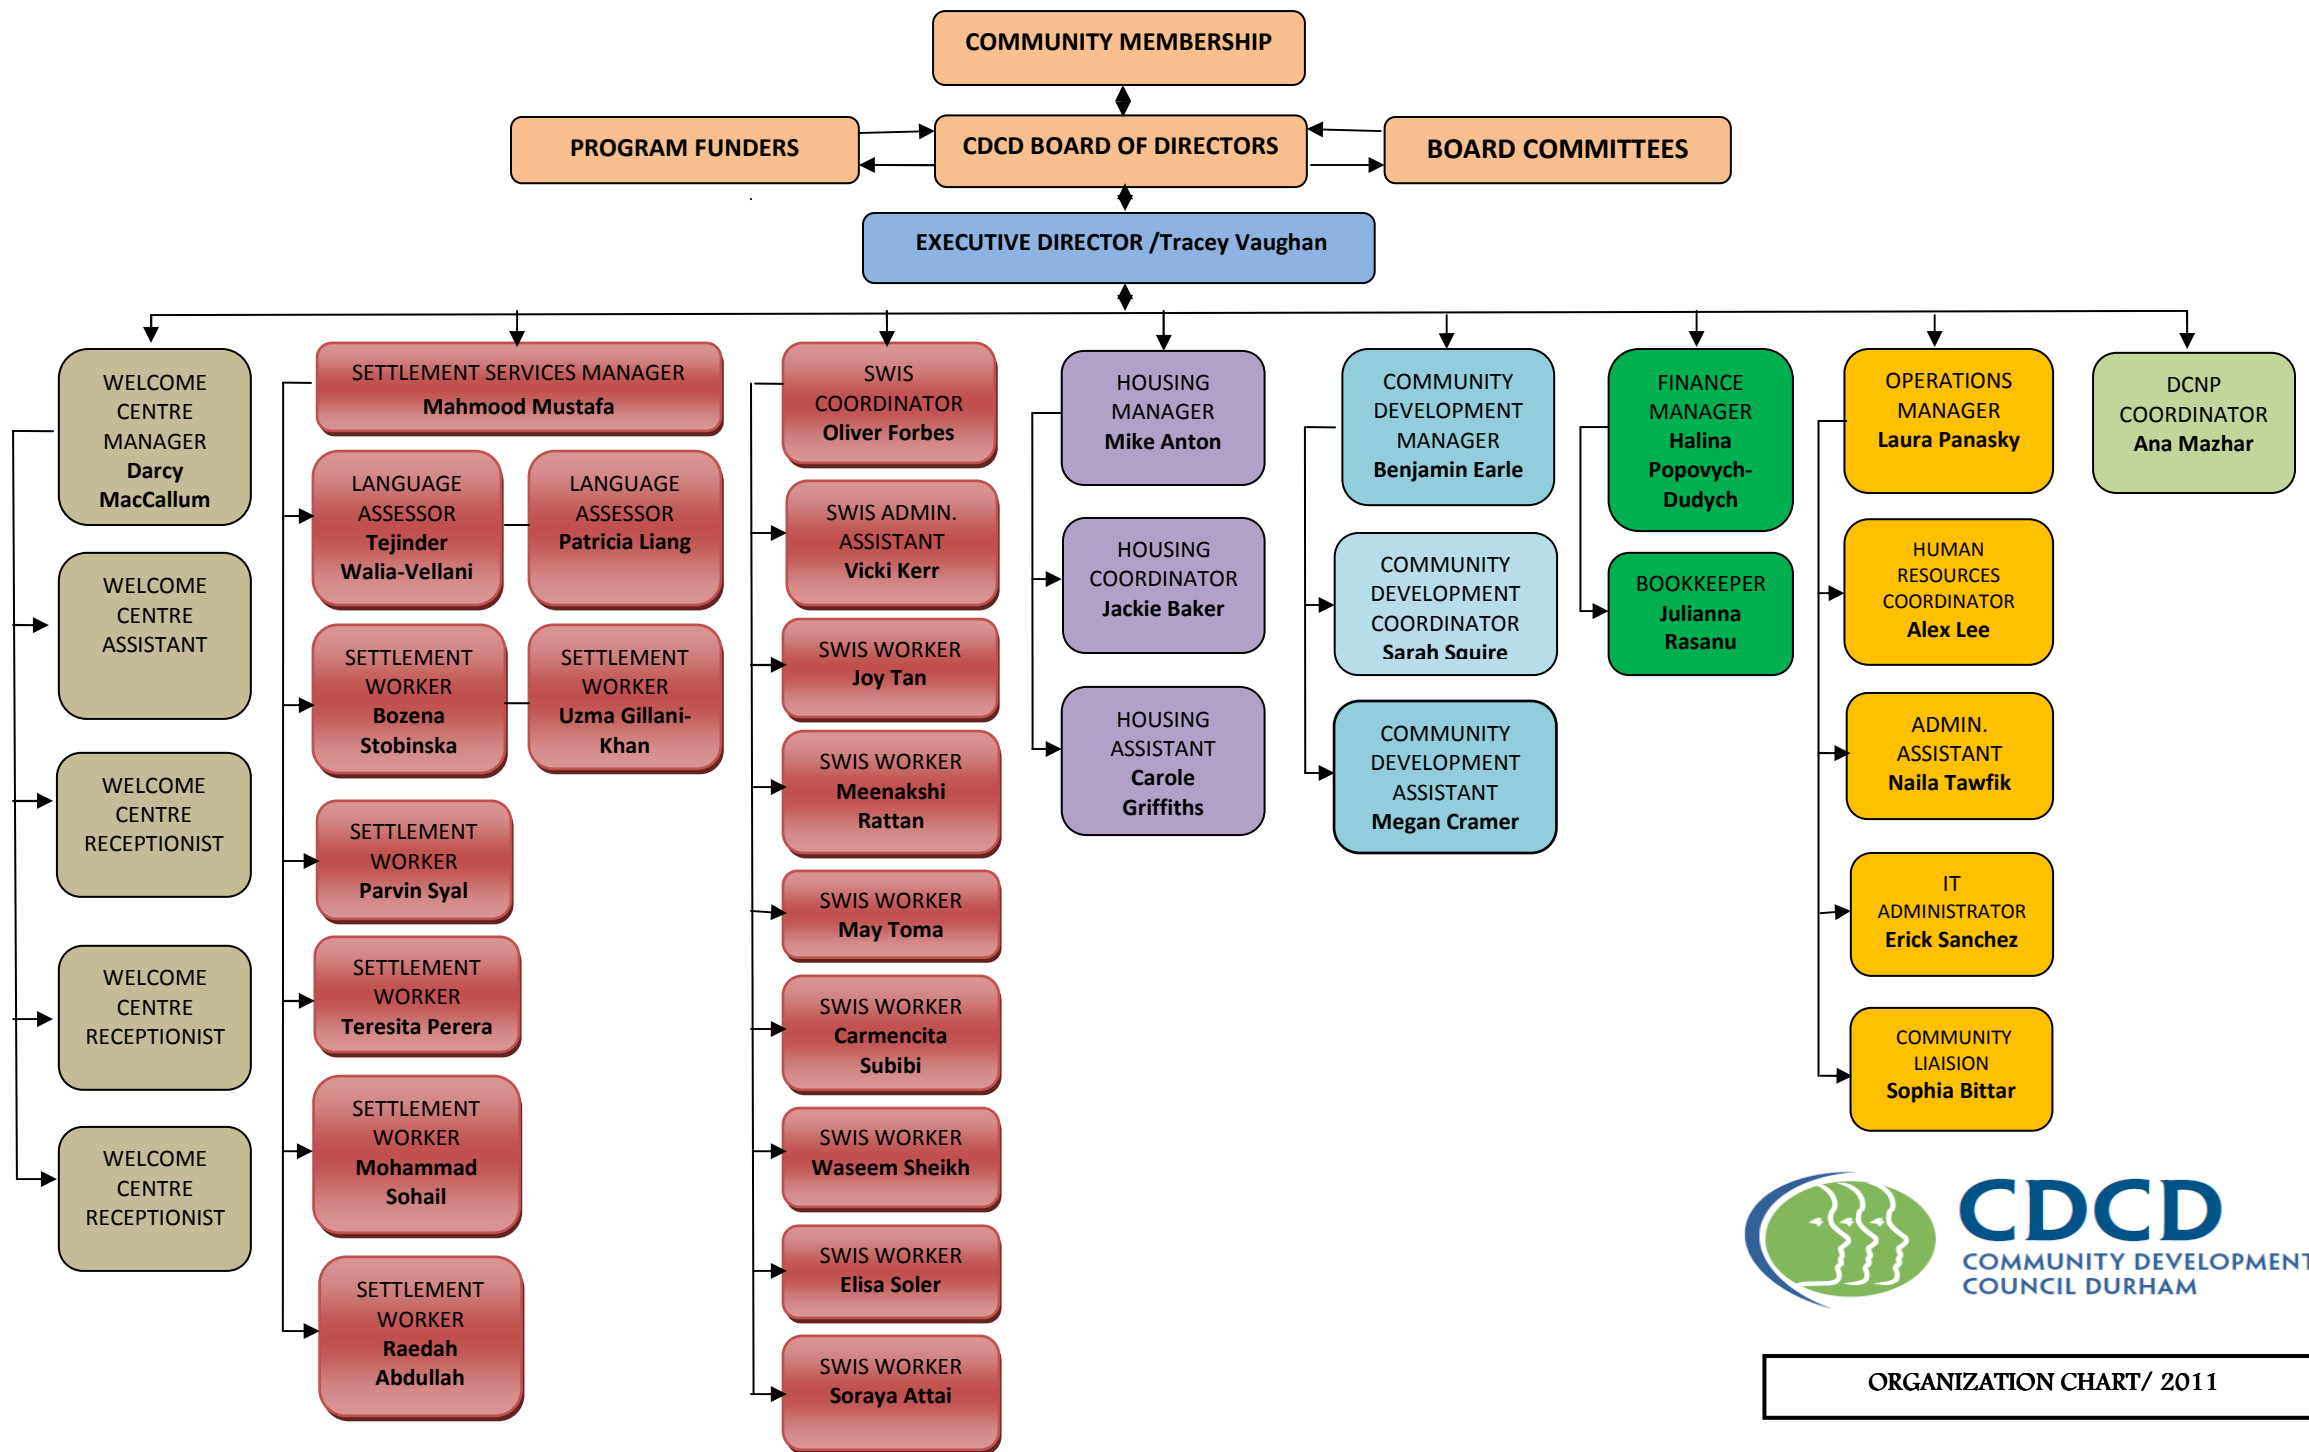 COMMUNITY MEMBERSHIP
PROGRAM FUNDERS
CDCD BOARD OF DIRECTORS
BOARD COMMITTEES
EXECUTIVE DIRECTOR /Tracey Vaughan
WELCOME
CENTRE
MANAGER
Darcy
MacCallum
WELCOME
CENTRE
ASSISTANT
WELCOME
CENTRE
RECEPTIONIST
WELCOME
CENTRE
RECEPTIONIST
WELCOME
CENTRE
RECEPTIONIST
SETTLEMENT SERVICES MANAGER
Mahmood Mustafa
LANGUAGE
ASSESSOR
Tejinder
Walia-Vellani
LANGUAGE
ASSESSOR
Patricia Liang
SETTLEMENT
WORKER
Bozena
Stobinska
SETTLEMENT
WORKER
Uzma Gillani-
Khan
SETTLEMENT
WORKER
Parvin Syal
SETTLEMENT
WORKER
Teresita Perera
SETTLEMENT
WORKER
Mohammad
Sohail
SETTLEMENT
WORKER
Raedah
Abdullah
SWIS
COORDINATOR
Oliver Forbes
SWIS ADMIN.
ASSISTANT
Vicki Kerr
SWIS WORKER
Joy Tan
SWIS WORKER
Meenakshi
Rattan
SWIS WORKER
May Toma
SWIS WORKER
Carmencita
Subibi
SWIS WORKER
Waseem Sheikh
SWIS WORKER
Elisa Soler
SWIS WORKER
Soraya Attai
HOUSING
MANAGER
Mike Anton
HOUSING
COORDINATOR
Jackie Baker
HOUSING
ASSISTANT
Carole
Griffiths
COMMUNITY
DEVELOPMENT
MANAGER
Benjamin Earle
COMMUNITY
DEVELOPMENT
COORDINATOR
Sarah Squire
COMMUNITY
DEVELOPMENT
ASSISTANT
Megan Cramer
FINANCE
MANAGER
Halina
Popovych-
Dudych
BOOKKEEPER
Julianna
Rasanu
OPERATIONS
MANAGER
Laura Panasky
HUMAN
RESOURCES
COORDINATOR
Alex Lee
ADMIN.
ASSISTANT
Naila Tawfik
IT
ADMINISTRATOR
Erick Sanchez
COMMUNITY
LIAISION
Sophia Bittar
DCNP
COORDINATOR
Ana Mazhar
CDCD
COMMUNITY DEVELOPMENT
COUNCIL DURHAM
ORGANIZATION CHART/ 2011